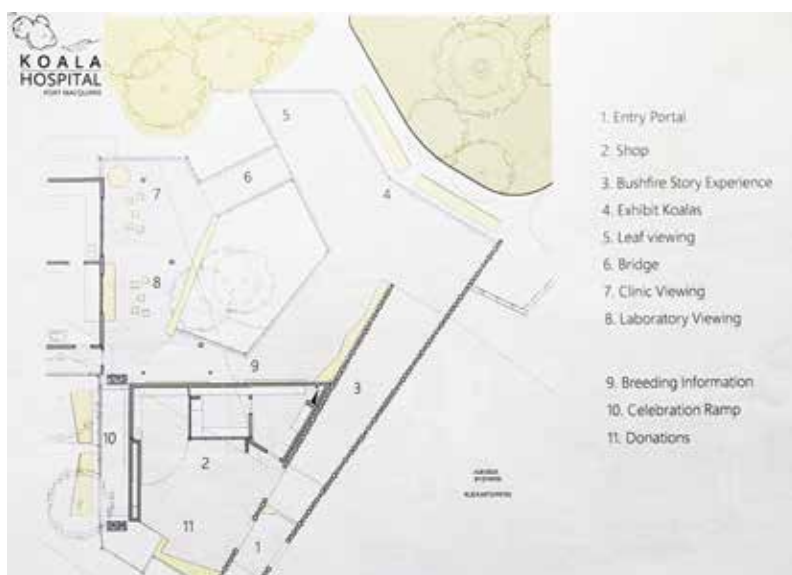 KOALA
HOSPITAL
PORT MACQUARIE
1. Entry Portal
2. Shop
3. Bushfire Story Experience
4. Exhibit Koalas
5. Leaf viewing
6. Bridge
7. Clinic Viewing
8. Laboratory Viewing
9. Breeding Information
10. Celebration Ramp
11. Donations
5
6
7
4
8
9
3
10
2
11
1